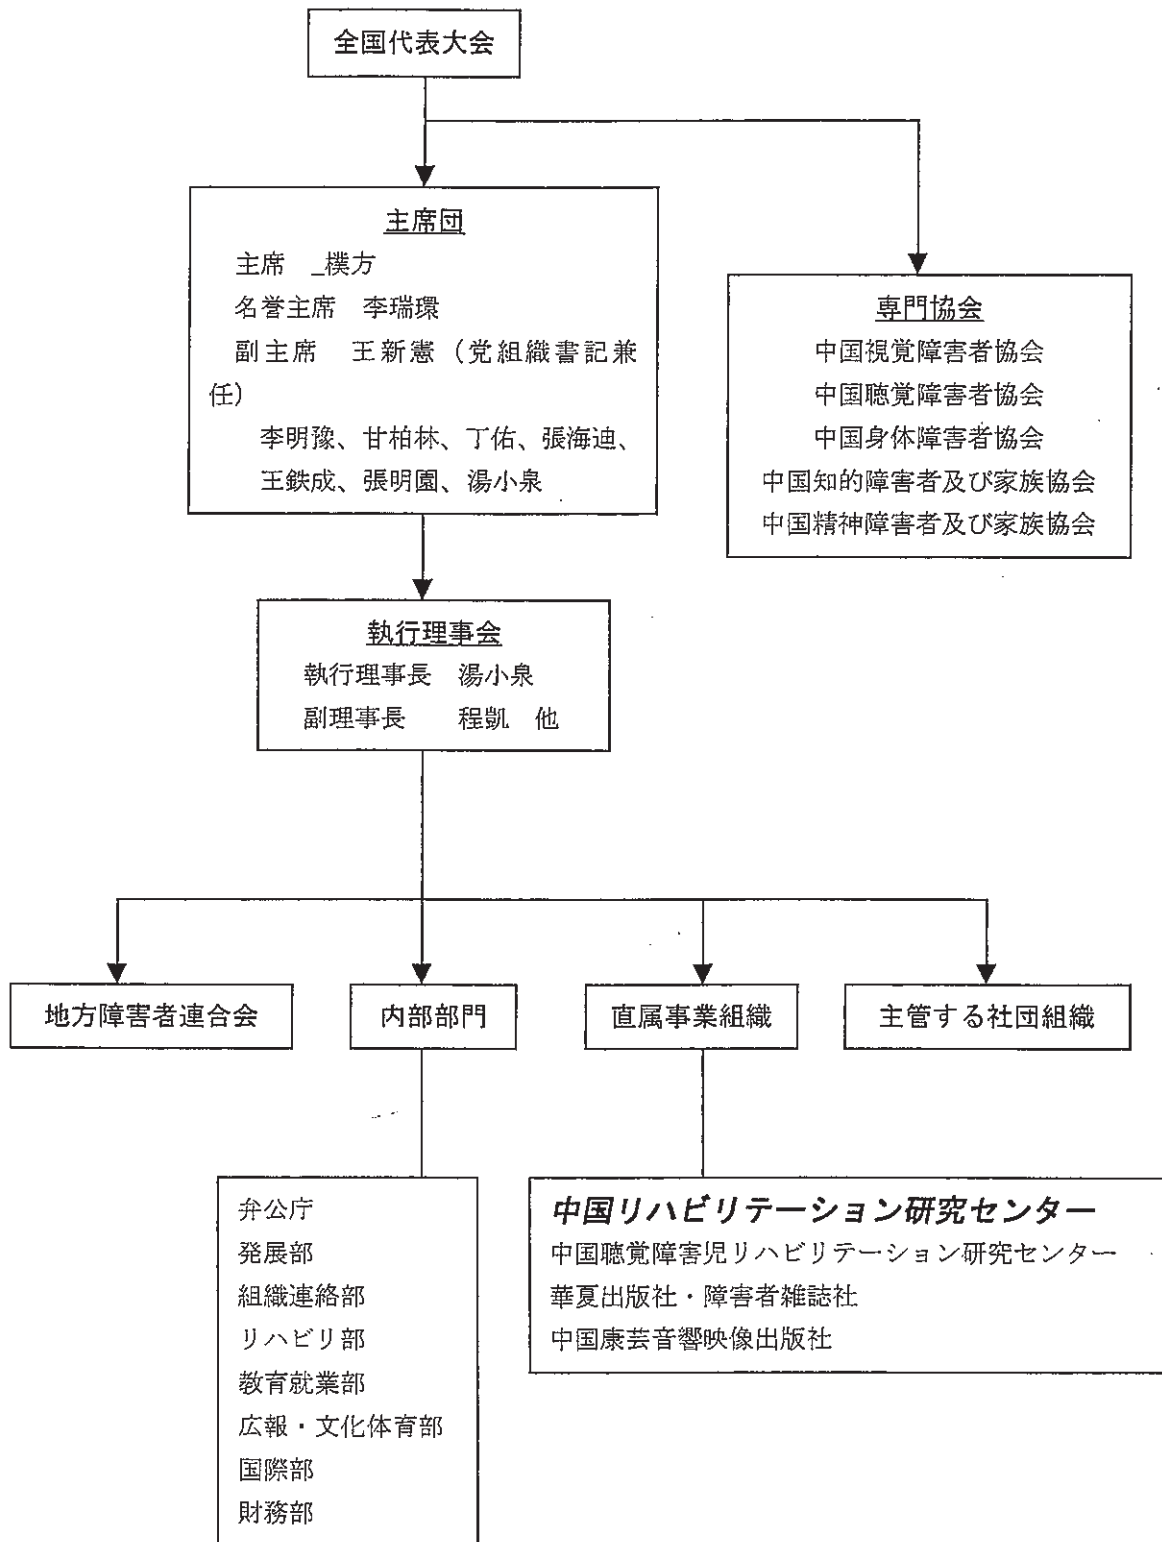 全国代表大会
主席団
主席　_樸方
名誉主席　李瑞環
副主席　王新憲（党組織書記兼
任）
李明豫、甘柏林、丁佑、張海迪、
王鉄成、張明園、湯小泉
専門協会
中国視覚障害者協会
中国聴覚障害者協会
中国身体障害者協会
中国知的障害者及び家族協会
中国精神障害者及び家族協会
執行理事会
執行理事長　湯小泉
副理事長　程凱　他
地方障害者連合会
内部部門
直属事業組織
主管する社団組織
弁公庁
発展部
組織連絡部
リハビリ部
教育就業部
広報・文化体育部
国際部
財務部
中国リハビリテーション研究センター
中国聴覚障害児リハビリテーション研究センター
華夏出版社・障害者雑誌社
中国康芸音響映像出版社